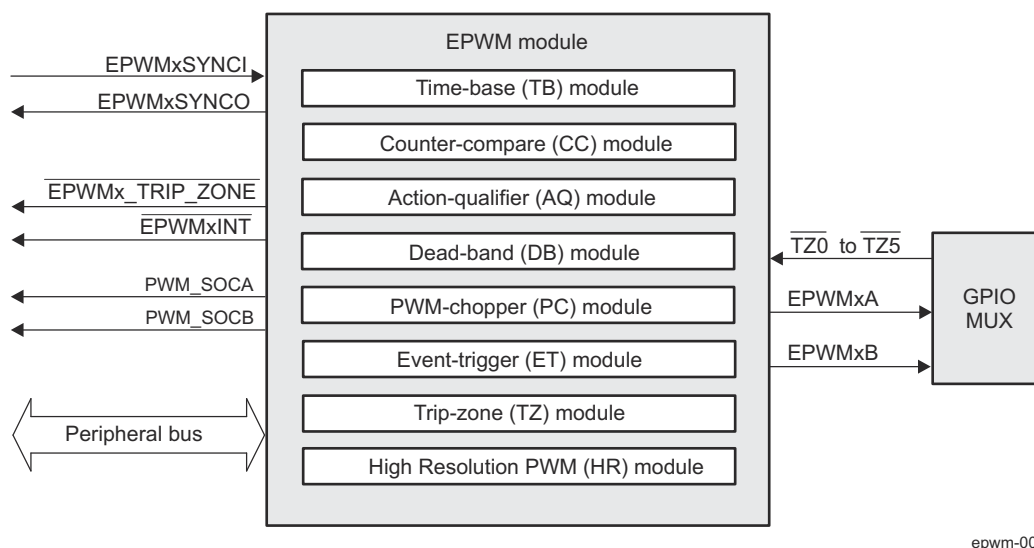 EPWM module
EPWMxSYNCI
EPWMxSYNCO
EPWMx_TRIP_ZONE
EPWMxINT
PWM_SOCA
PWM_SOCB
Peripheral bus
Time-base (TB) module
Counter-compare (CC) module
Action-qualifier (AQ) module
Dead-band (DB) module
PWM-chopper (PC) module
Event-trigger (ET) module
Trip-zone (TZ) module
High Resolution PWM (HR) module
TZ0 to TZ5
EPWMxA
EPWMxB
GPIO
MUX
epwm-00